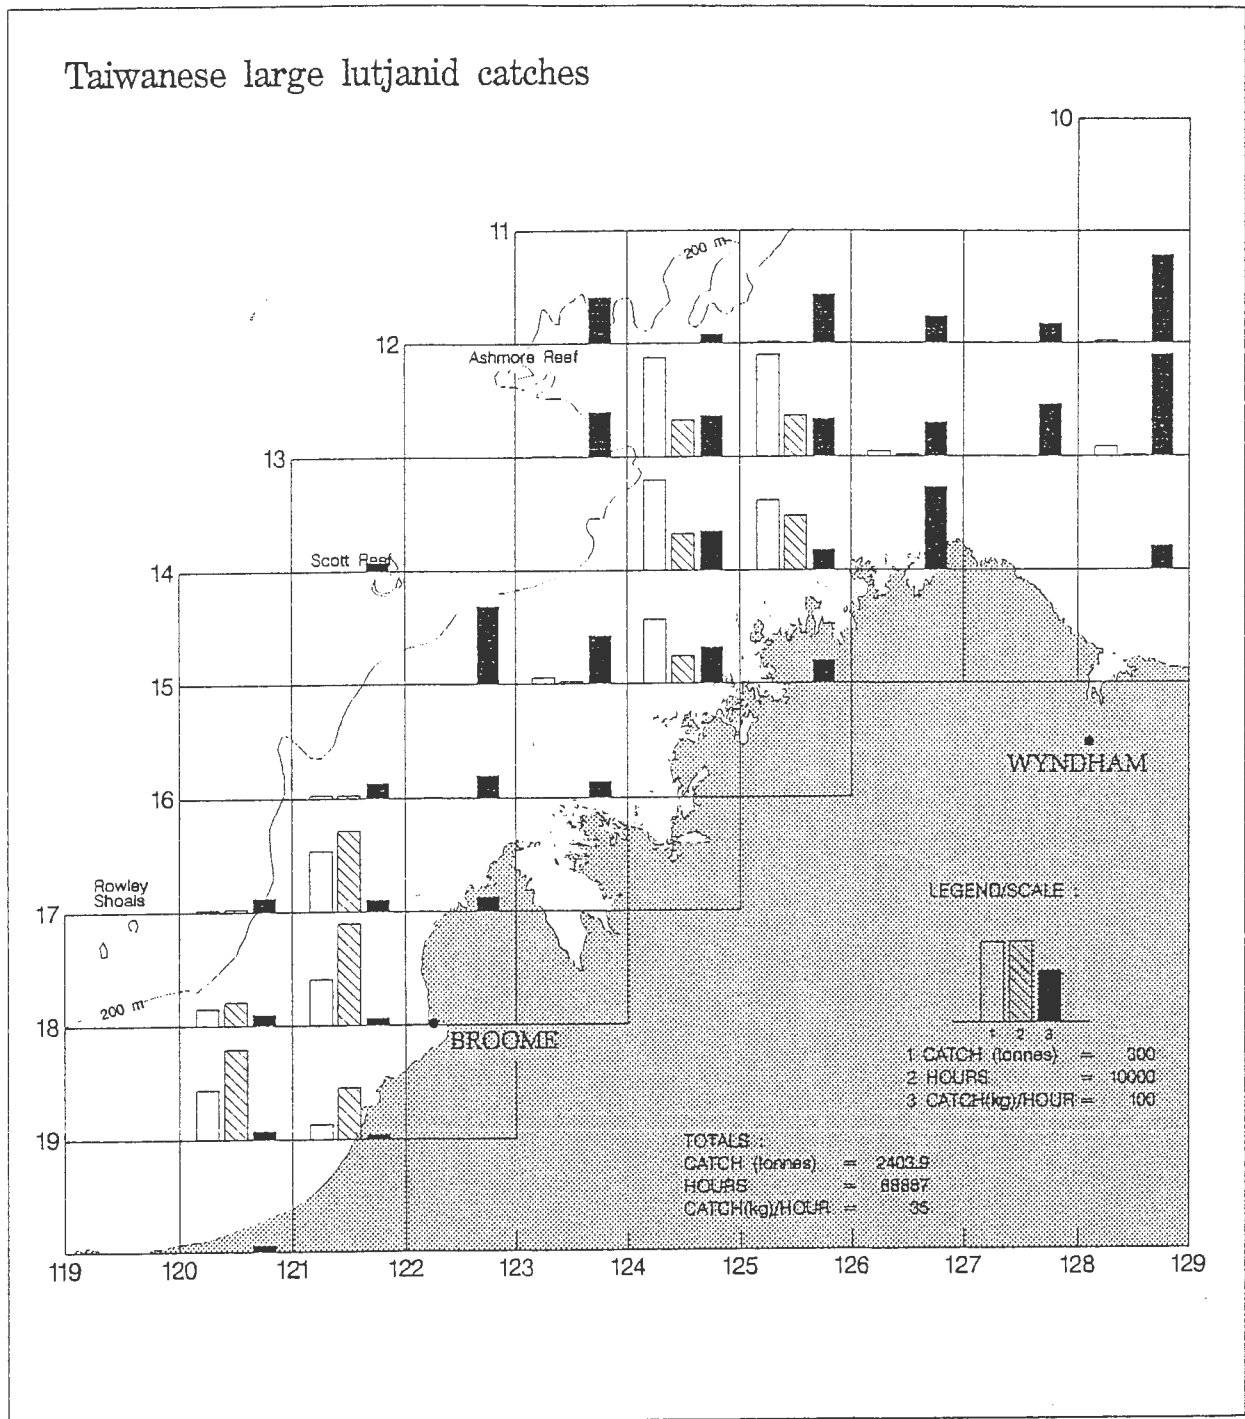 Taiwanese large lutjanid catches
10
11
200 m
12
Ashmore Reef
13
Scott Reef
14
15
WYNDHAM
16
Rowley
Shoals
LEGEND/SCALE :
17
200 m
18
BROOME
1 2 3
1 CATCH (tonnes) = 300
2 HOURS = 10000
3 CATCH(kg)/HOUR = 100
19
TOTALS :
CATCH (tonnes) = 2403.9
HOURS = 68887
CATCH(kg)/HOUR = 35
119 120 121 122 123 124 125 126 127 128 129